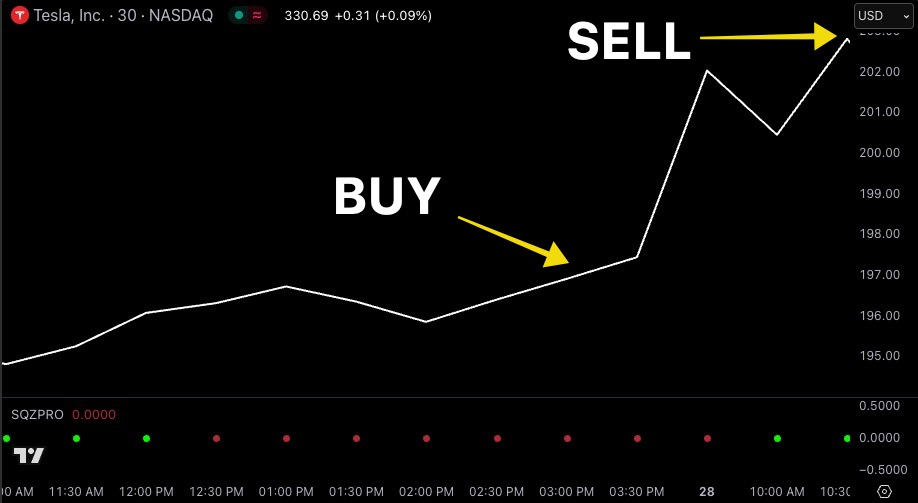 Tesla, Inc. · 30 · NASDAQ 330.69 +0.31 (+0.09%) USD
SELL
202.00
201.00
200.00
BUY
199.00
198.00
197.00
196.00
195.00
SQZPRO 0.0000
0.5000
0.0000
−0.5000
11:30 AM 12:00 PM 12:30 PM 01:00 PM 01:30 PM 02:00 PM 02:30 PM 03:00 PM 03:30 PM 28 10:00 AM